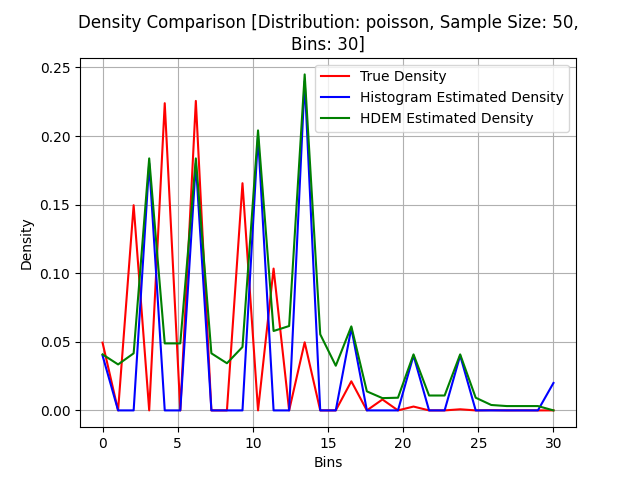 Density Comparison [Distribution: poisson, Sample Size: 50,
Bins: 30]
0.25
0.20
0.15
0.10
0.05
0.00
Density
True Density
Histogram Estimated Density
HDEM Estimated Density
0 5 10 15 20 25 30
Bins